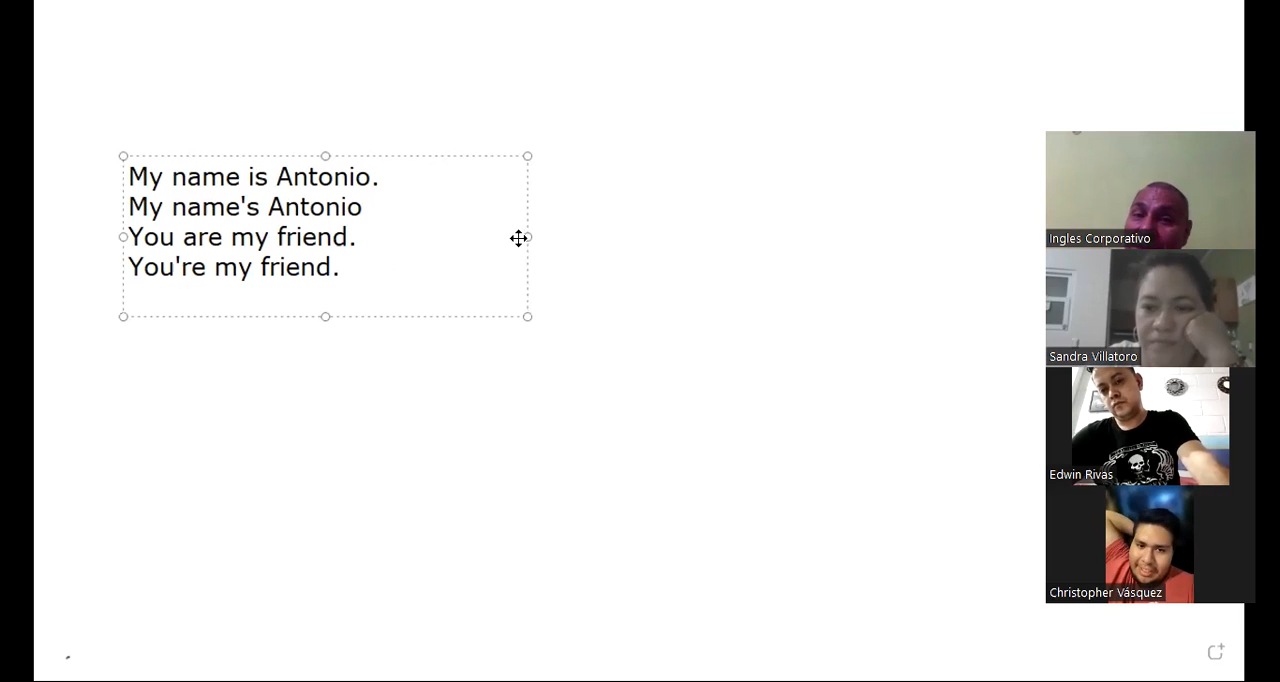 My name is Antonio.
My name's Antonio
You are my friend.
You're my friend.
Ingles Corporativo
Sandra Villatoro
Edwin Rivas
Christopher Vásquez